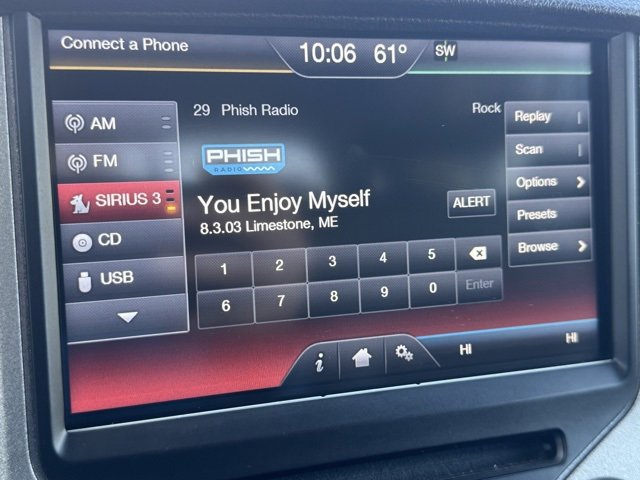 Connect a Phone
10:06 61° SW
29 Phish Radio Rock
AM
FM
SIRIUS 3
CD
USB
PHISH
RADIO
You Enjoy Myself
8.3.03 Limestone, ME
ALERT
1 2 3 4 5
6 7 8 9 0 Enter
Replay
Scan
Options
Presets
Browse
i
HI HI